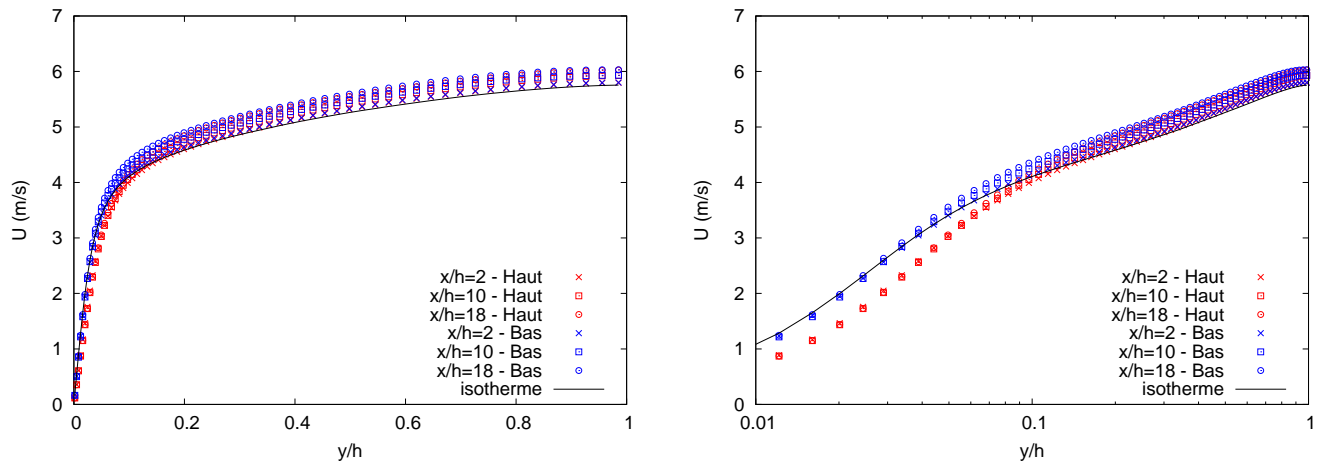 7
6
5
4
3
2
1
0
U (m/s)
0
0.2
0.4
0.6
0.8
1
y/h
x/h=2 - Haut
x/h=10 - Haut
x/h=18 - Haut
x/h=2 - Bas
x/h=10 - Bas
x/h=18 - Bas
isotherme
7
6
5
4
3
2
1
0
U (m/s)
0.01
0.1
1
y/h
x/h=2 - Haut
x/h=10 - Haut
x/h=18 - Haut
x/h=2 - Bas
x/h=10 - Bas
x/h=18 - Bas
isotherme